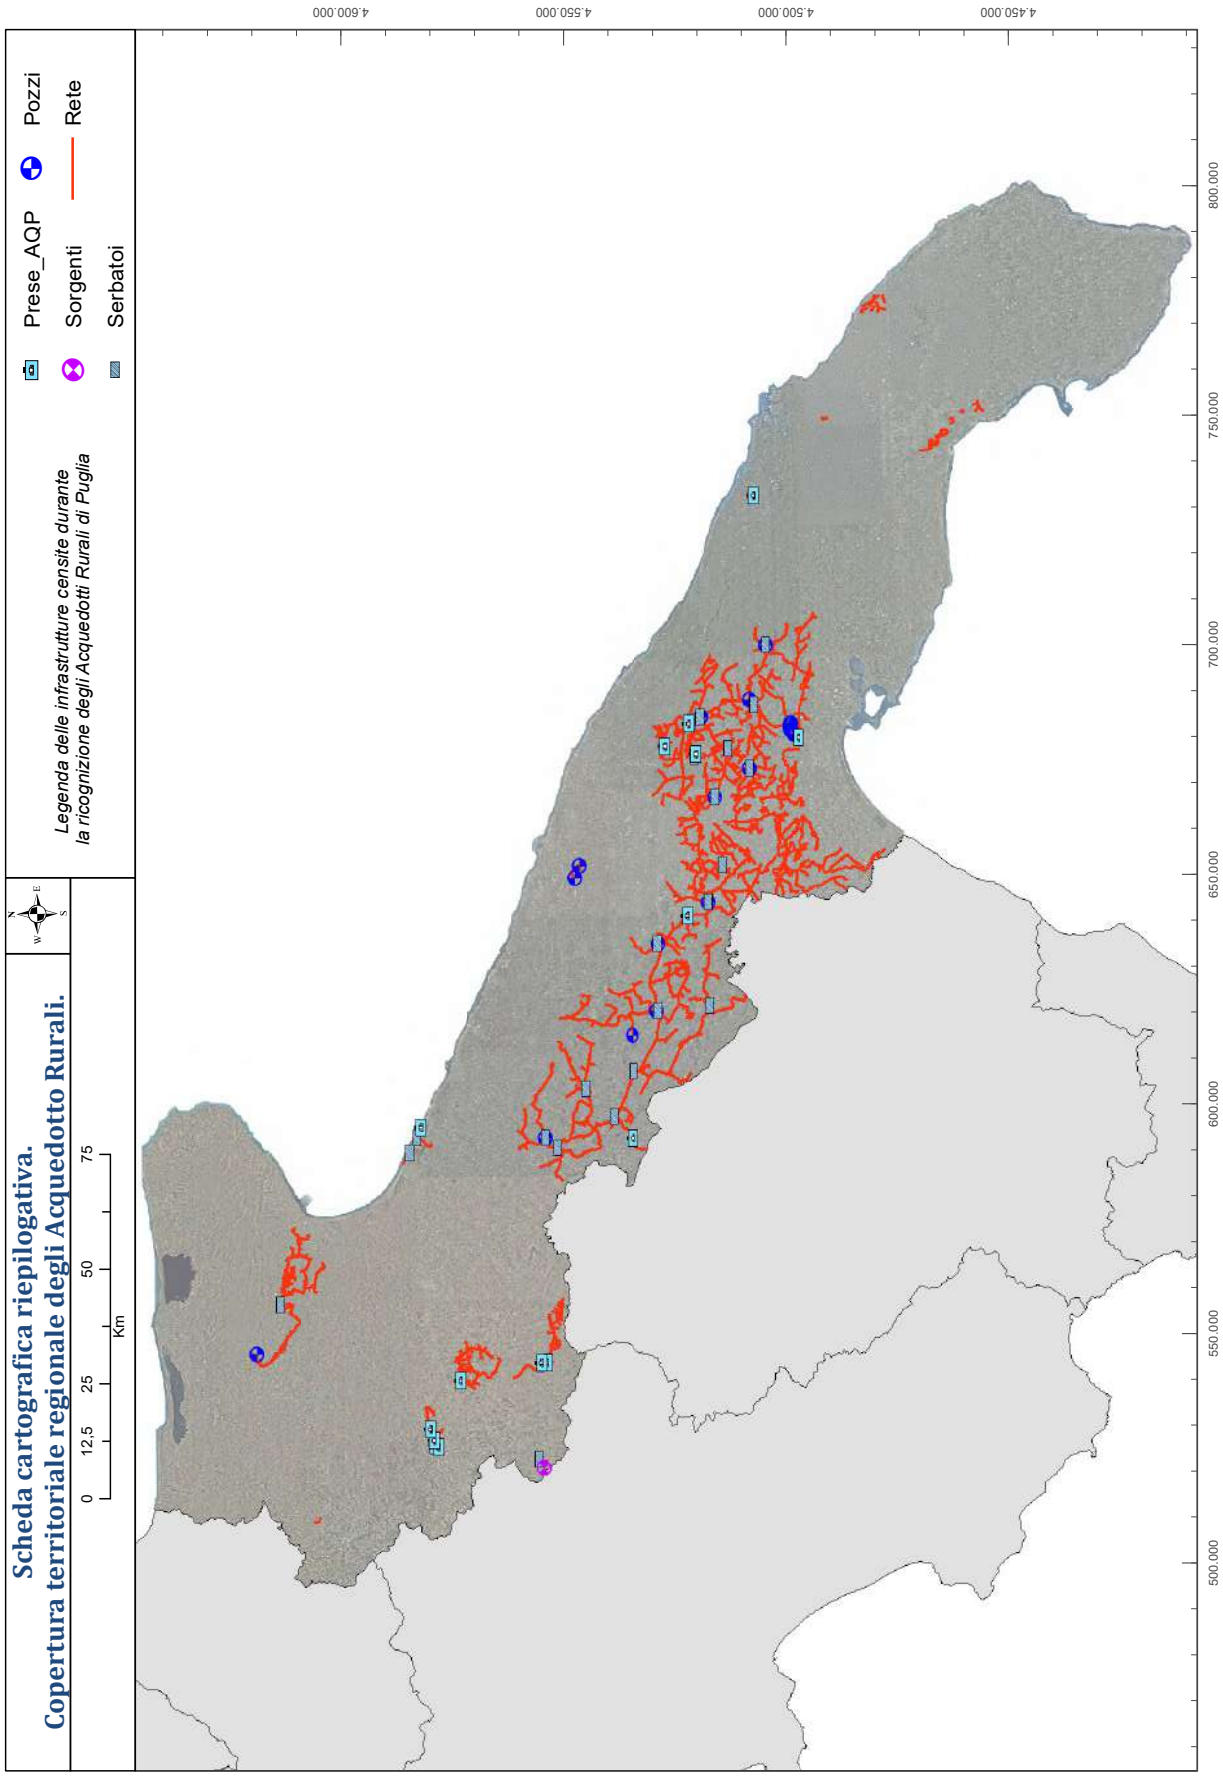 Scheda cartografica riepilogativa.
Copertura territoriale regionale degli Acquedotto Rurali.
N
W
E
S
Legenda delle infrastrutture censite durante
la ricognizione degli Acquedotti Rurali di Puglia
Prese_AQP
Pozzi
Sorgenti
Rete
Serbatoi
0 12,5 25 50 75
Km
4.600.000
4.550.000
4.500.000
4.450.000
500.000
550.000
600.000
650.000
700.000
750.000
800.000